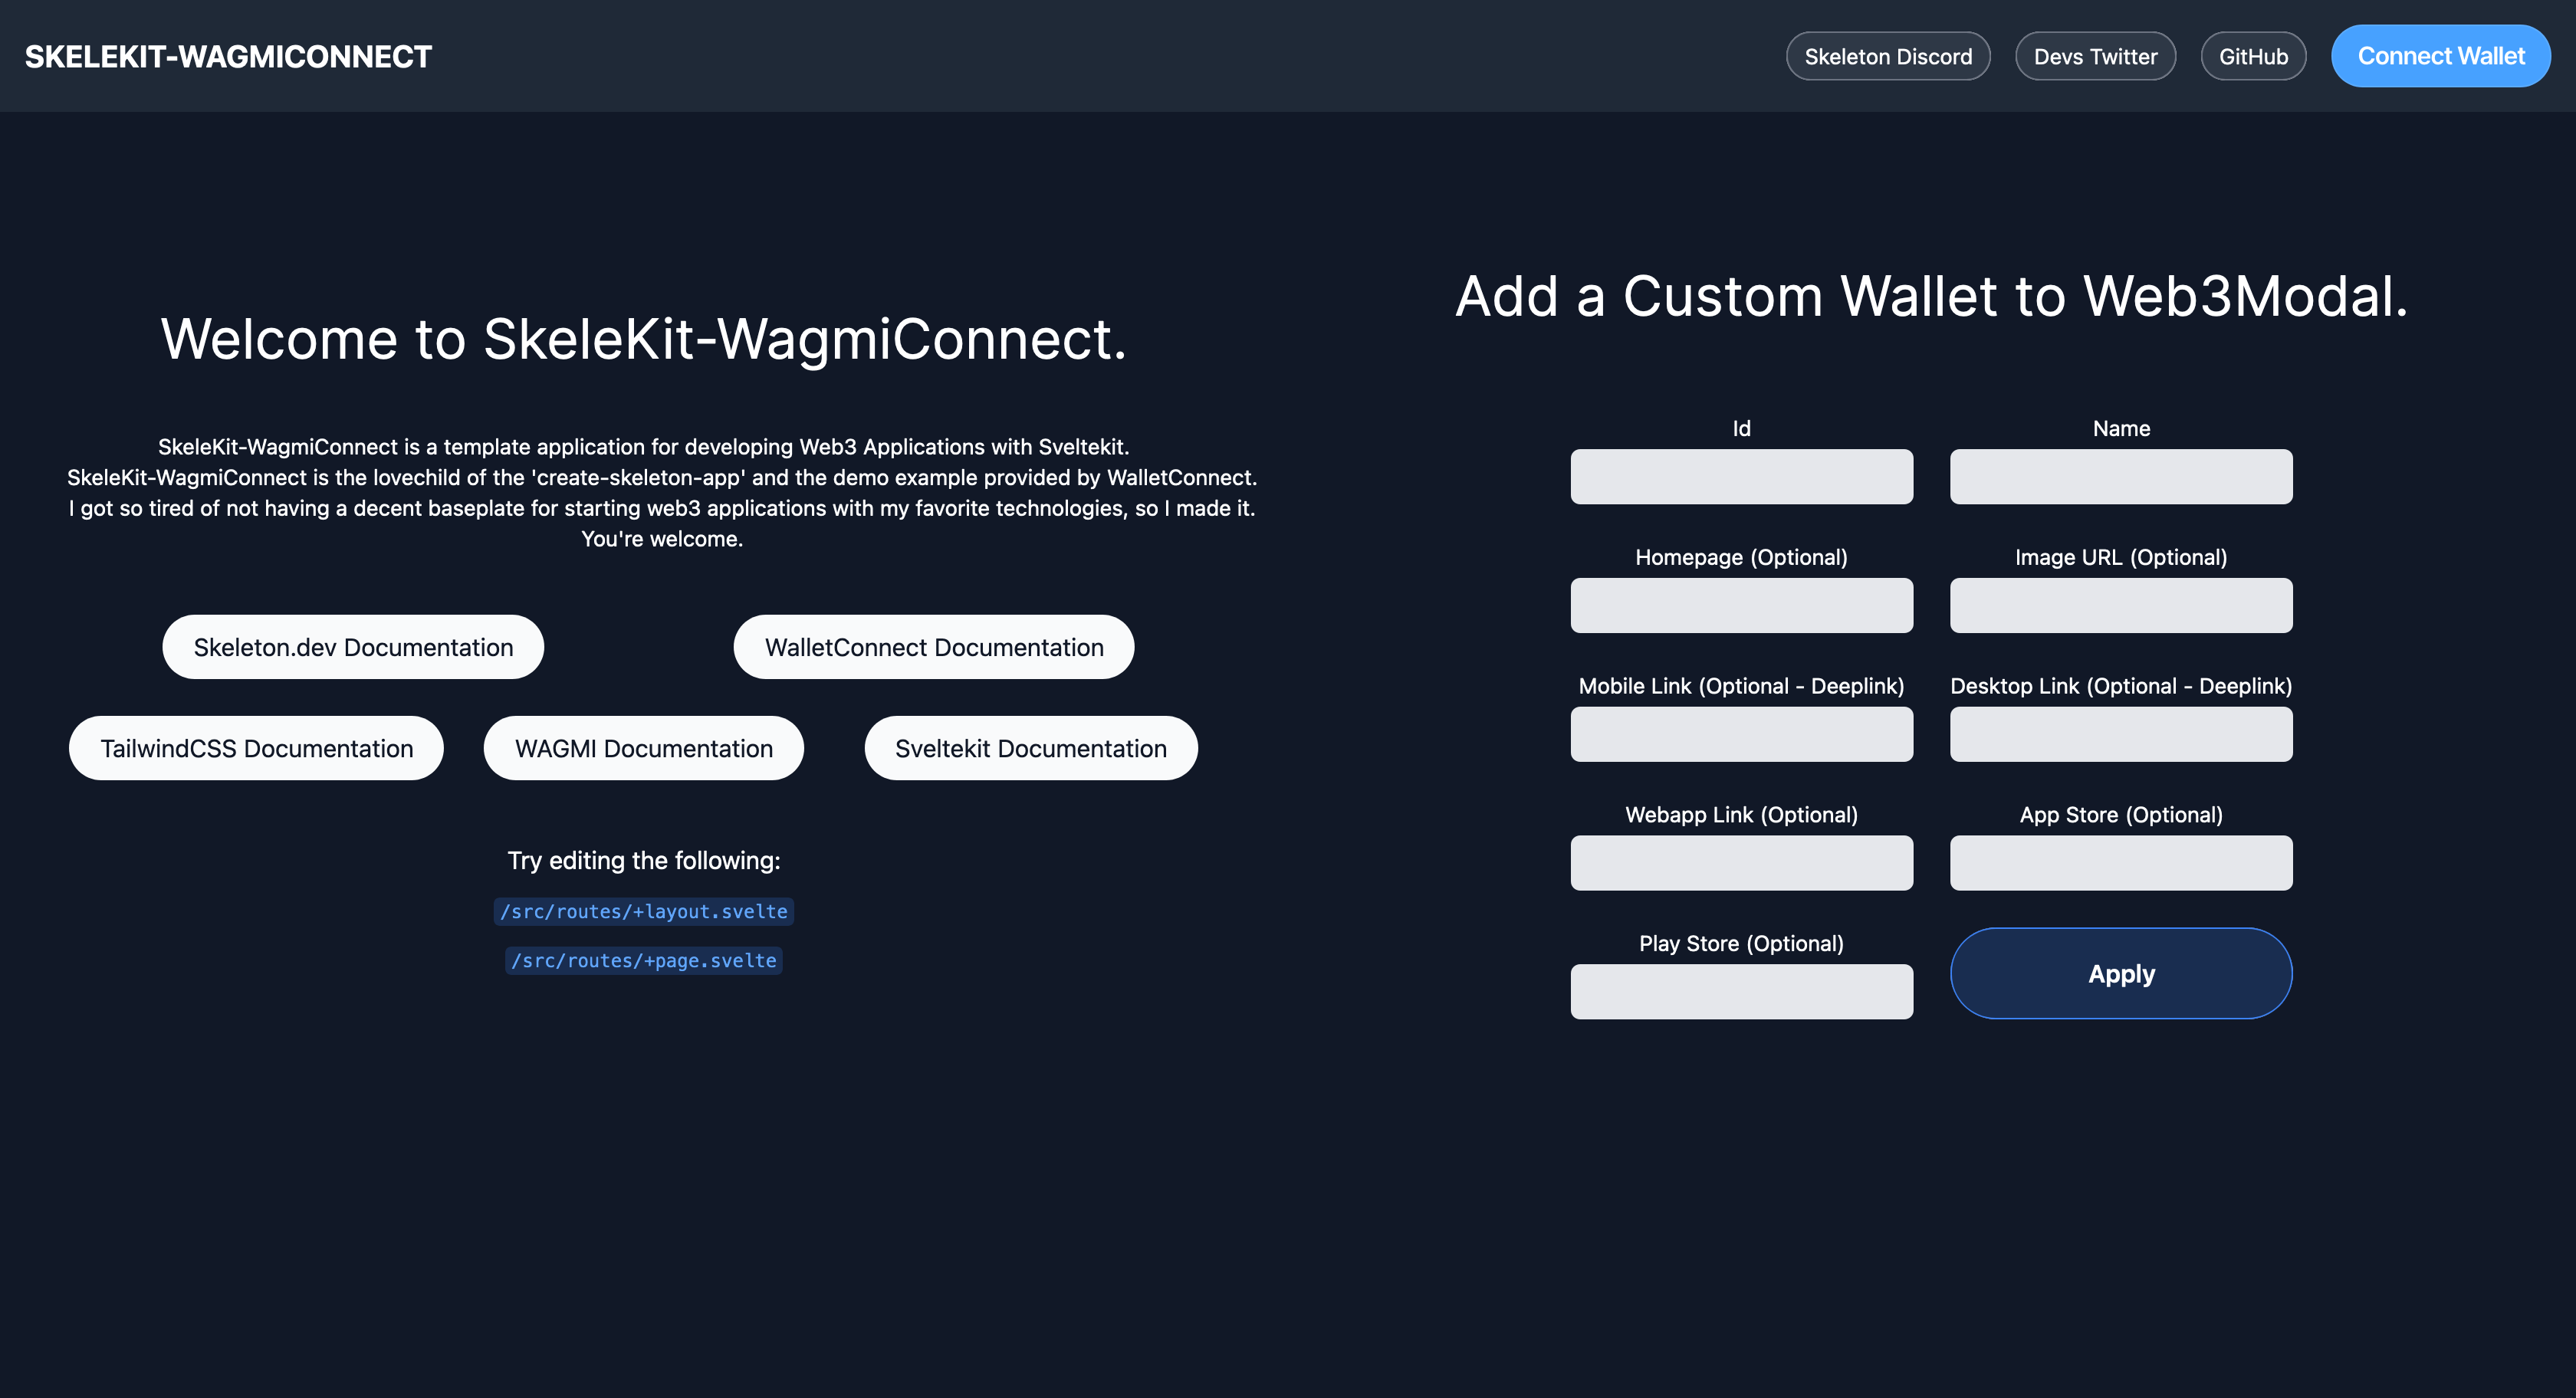 SKELEKIT-WAGMICONNECT
Skeleton Discord
Devs Twitter
GitHub
Connect Wallet
Welcome to SkeleKit-WagmiConnect.
SkeleKit-WagmiConnect is a template application for developing Web3 Applications with Sveltekit.
SkeleKit-WagmiConnect is the lovechild of the 'create-skeleton-app' and the demo example provided by WalletConnect.
I got so tired of not having a decent baseplate for starting web3 applications with my favorite technologies, so I made it.
You're welcome.
Skeleton.dev Documentation
WalletConnect Documentation
TailwindCSS Documentation
WAGMI Documentation
Sveltekit Documentation
Try editing the following:
/src/routes/+layout.svelte
/src/routes/+page.svelte
Add a Custom Wallet to Web3Modal.
Id
Name
Homepage (Optional)
Image URL (Optional)
Mobile Link (Optional - Deeplink)
Desktop Link (Optional - Deeplink)
Webapp Link (Optional)
App Store (Optional)
Play Store (Optional)
Apply